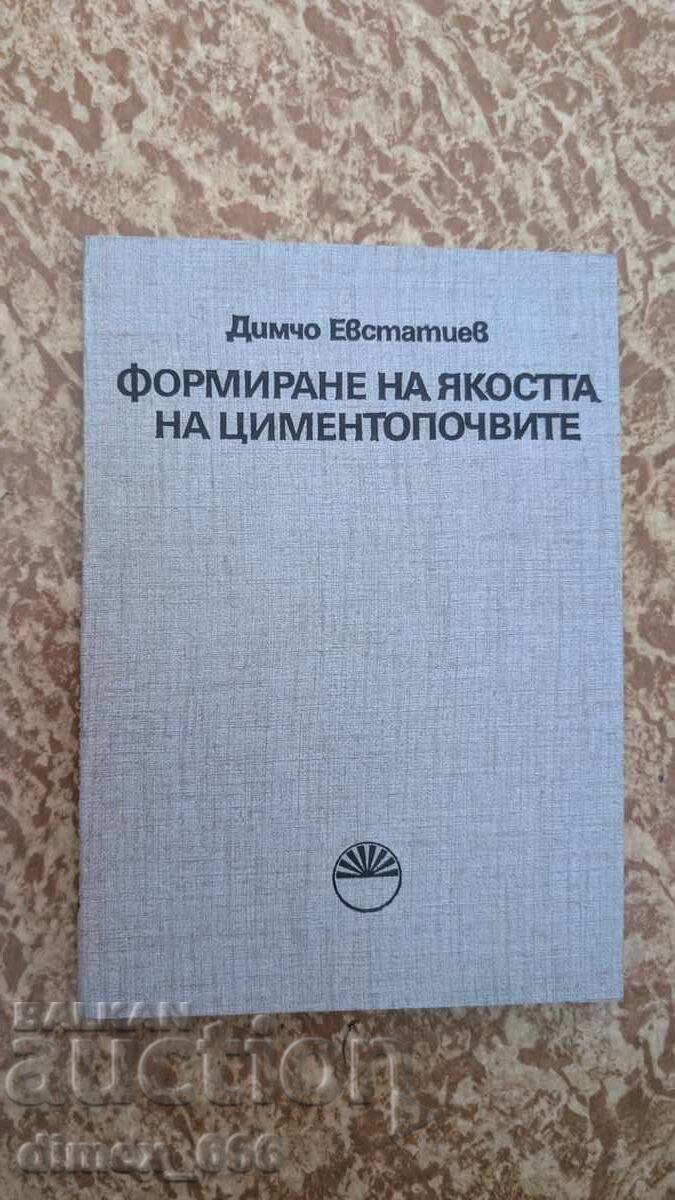 Димчо Евстатиев
ФОРМИРАНЕ НА ЯКОСТТА
НА ЦИМЕНТОПОЧВИТЕ
BALKAN
auction
dimex_666